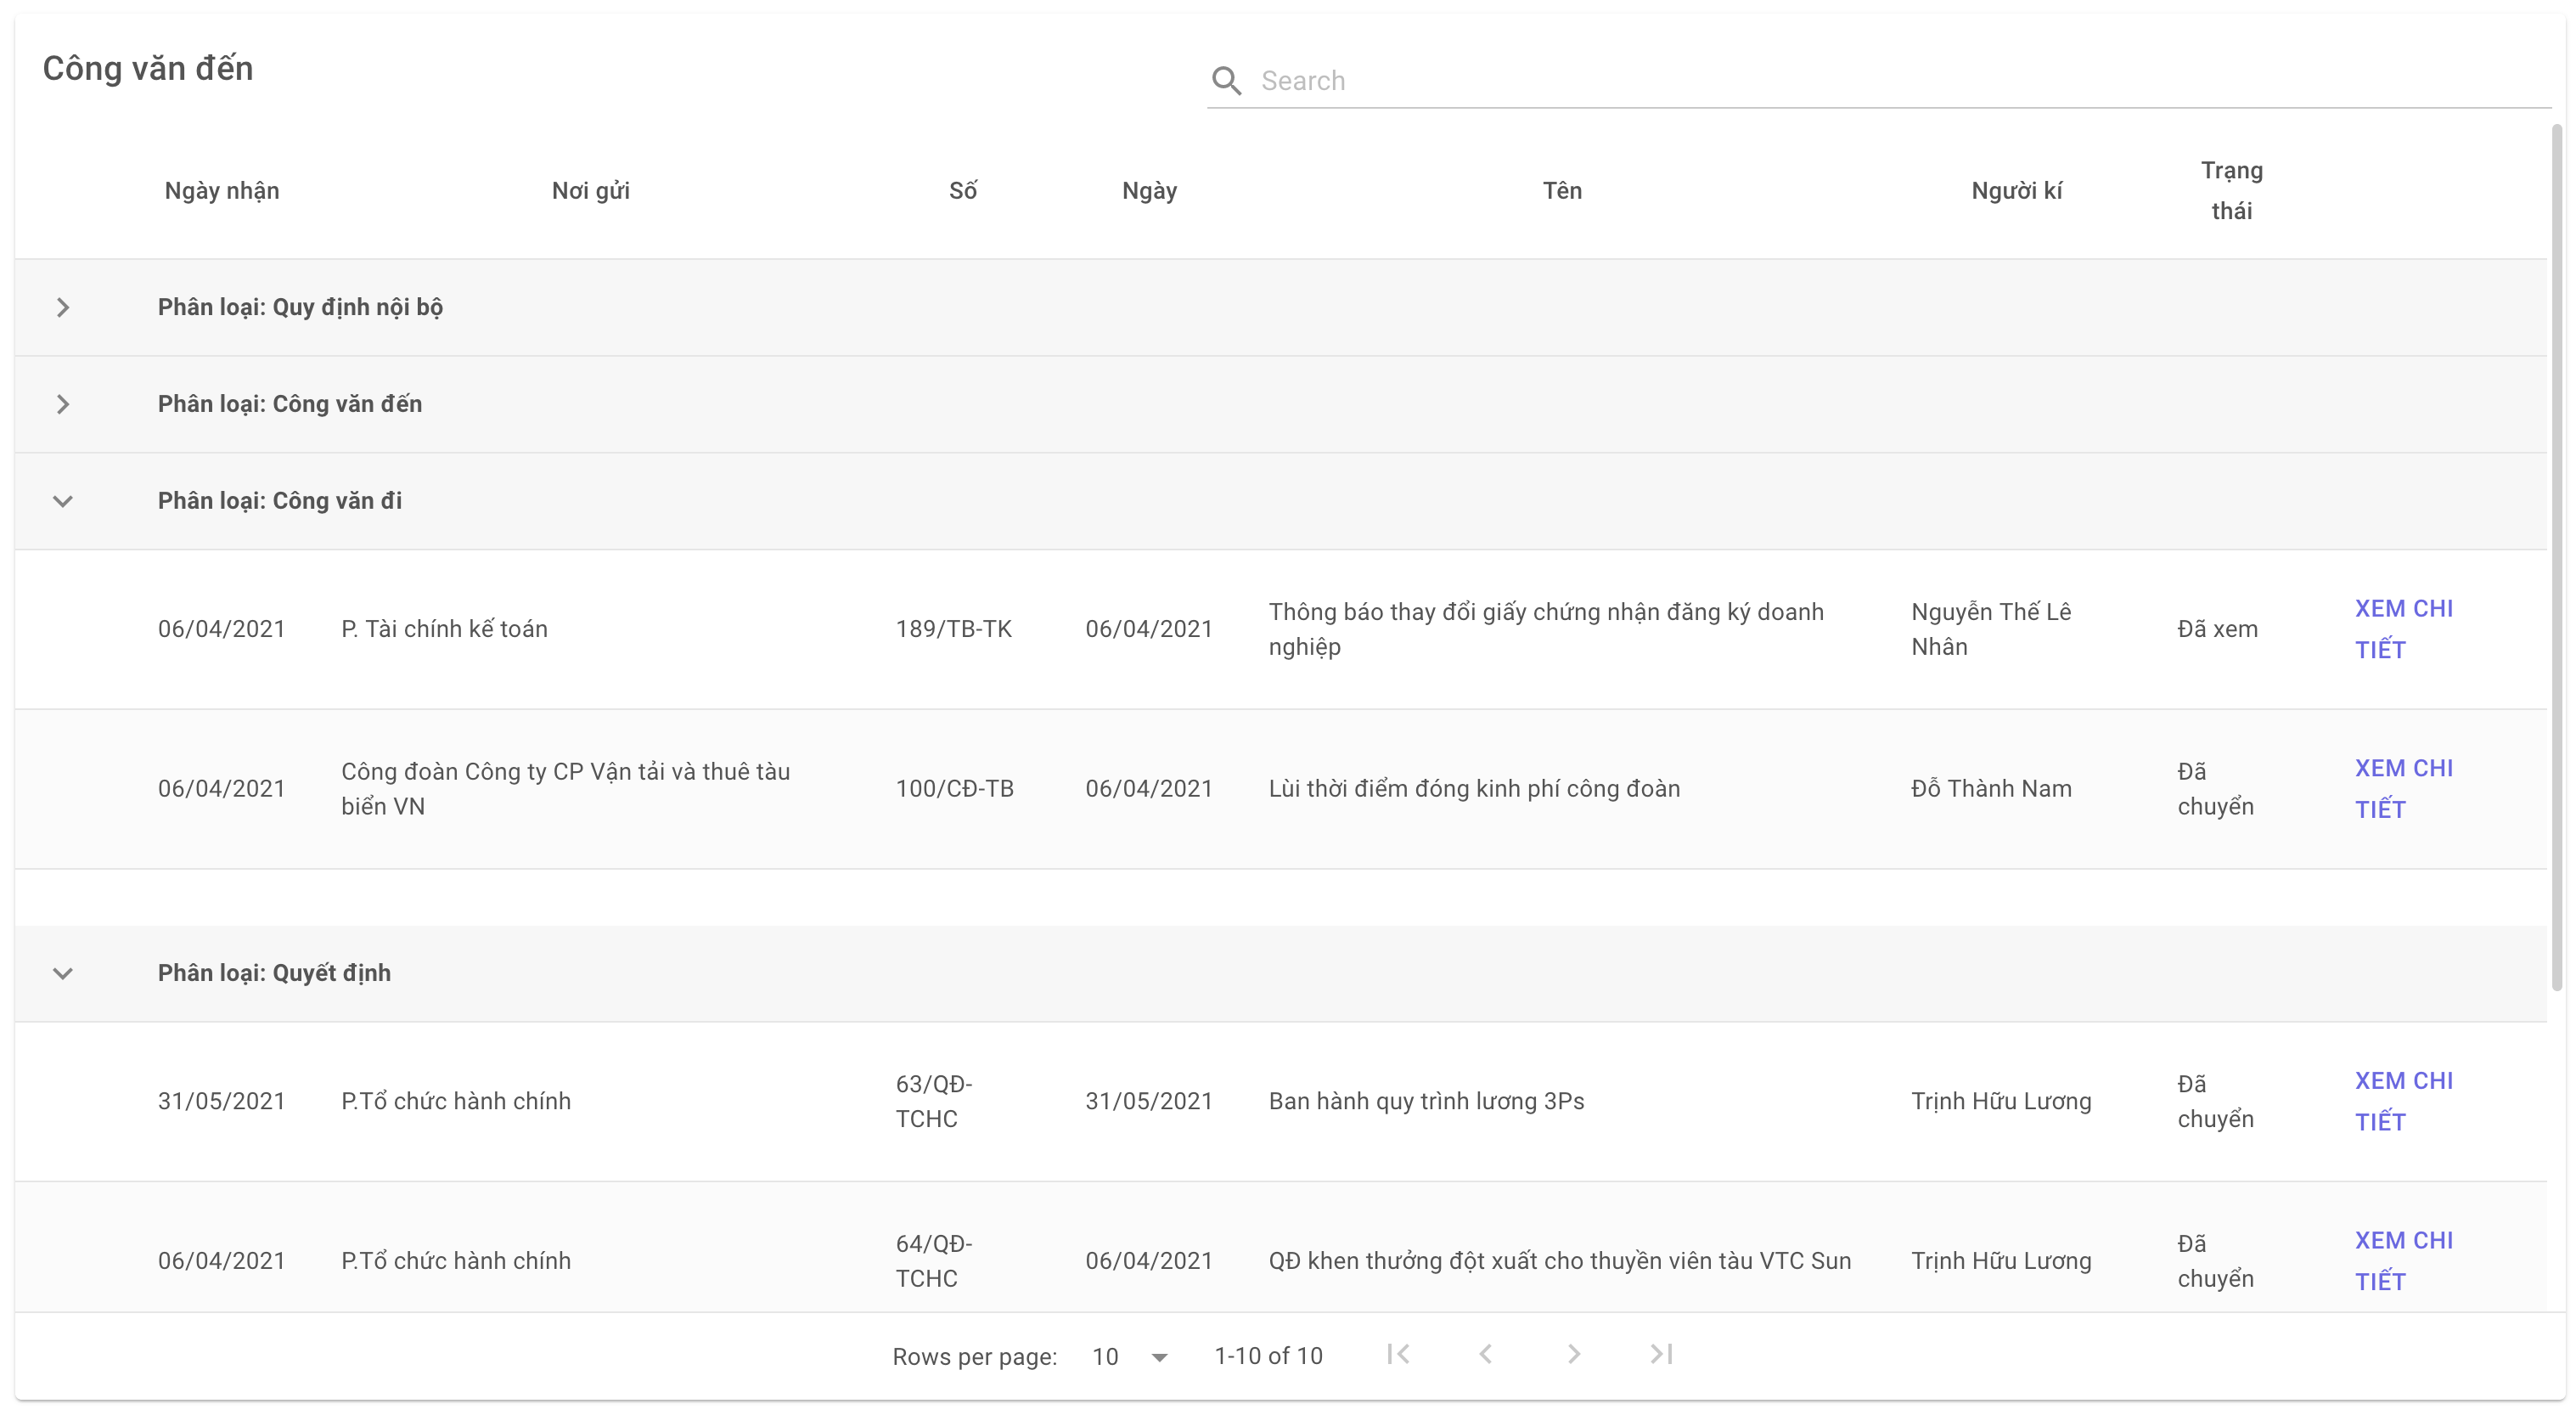 Công văn đến
Search
Ngày nhận
Nơi gửi
Số
Ngày
Tên
Người kí
Trạng
thái
Phân loại: Quy định nội bộ
Phân loại: Công văn đến
Phân loại: Công văn đi
06/04/2021
P. Tài chính kế toán
189/TB-TK
06/04/2021
Thông báo thay đổi giấy chứng nhận đăng ký doanh
nghiệp
Nguyễn Thế Lê
Nhân
Đã xem
XEM CHI
TIẾT
06/04/2021
Công đoàn Công ty CP Vận tải và thuê tàu
biển VN
100/CĐ-TB
06/04/2021
Lùi thời điểm đóng kinh phí công đoàn
Đỗ Thành Nam
Đã
chuyển
XEM CHI
TIẾT
Phân loại: Quyết định
31/05/2021
P.Tổ chức hành chính
63/QĐ-
TCHC
31/05/2021
Ban hành quy trình lương 3Ps
Trịnh Hữu Lương
Đã
chuyển
XEM CHI
TIẾT
06/04/2021
P.Tổ chức hành chính
64/QĐ-
TCHC
06/04/2021
QĐ khen thưởng đột xuất cho thuyền viên tàu VTC Sun
Trịnh Hữu Lương
Đã
chuyển
XEM CHI
TIẾT
Rows per page:
10
1-10 of 10